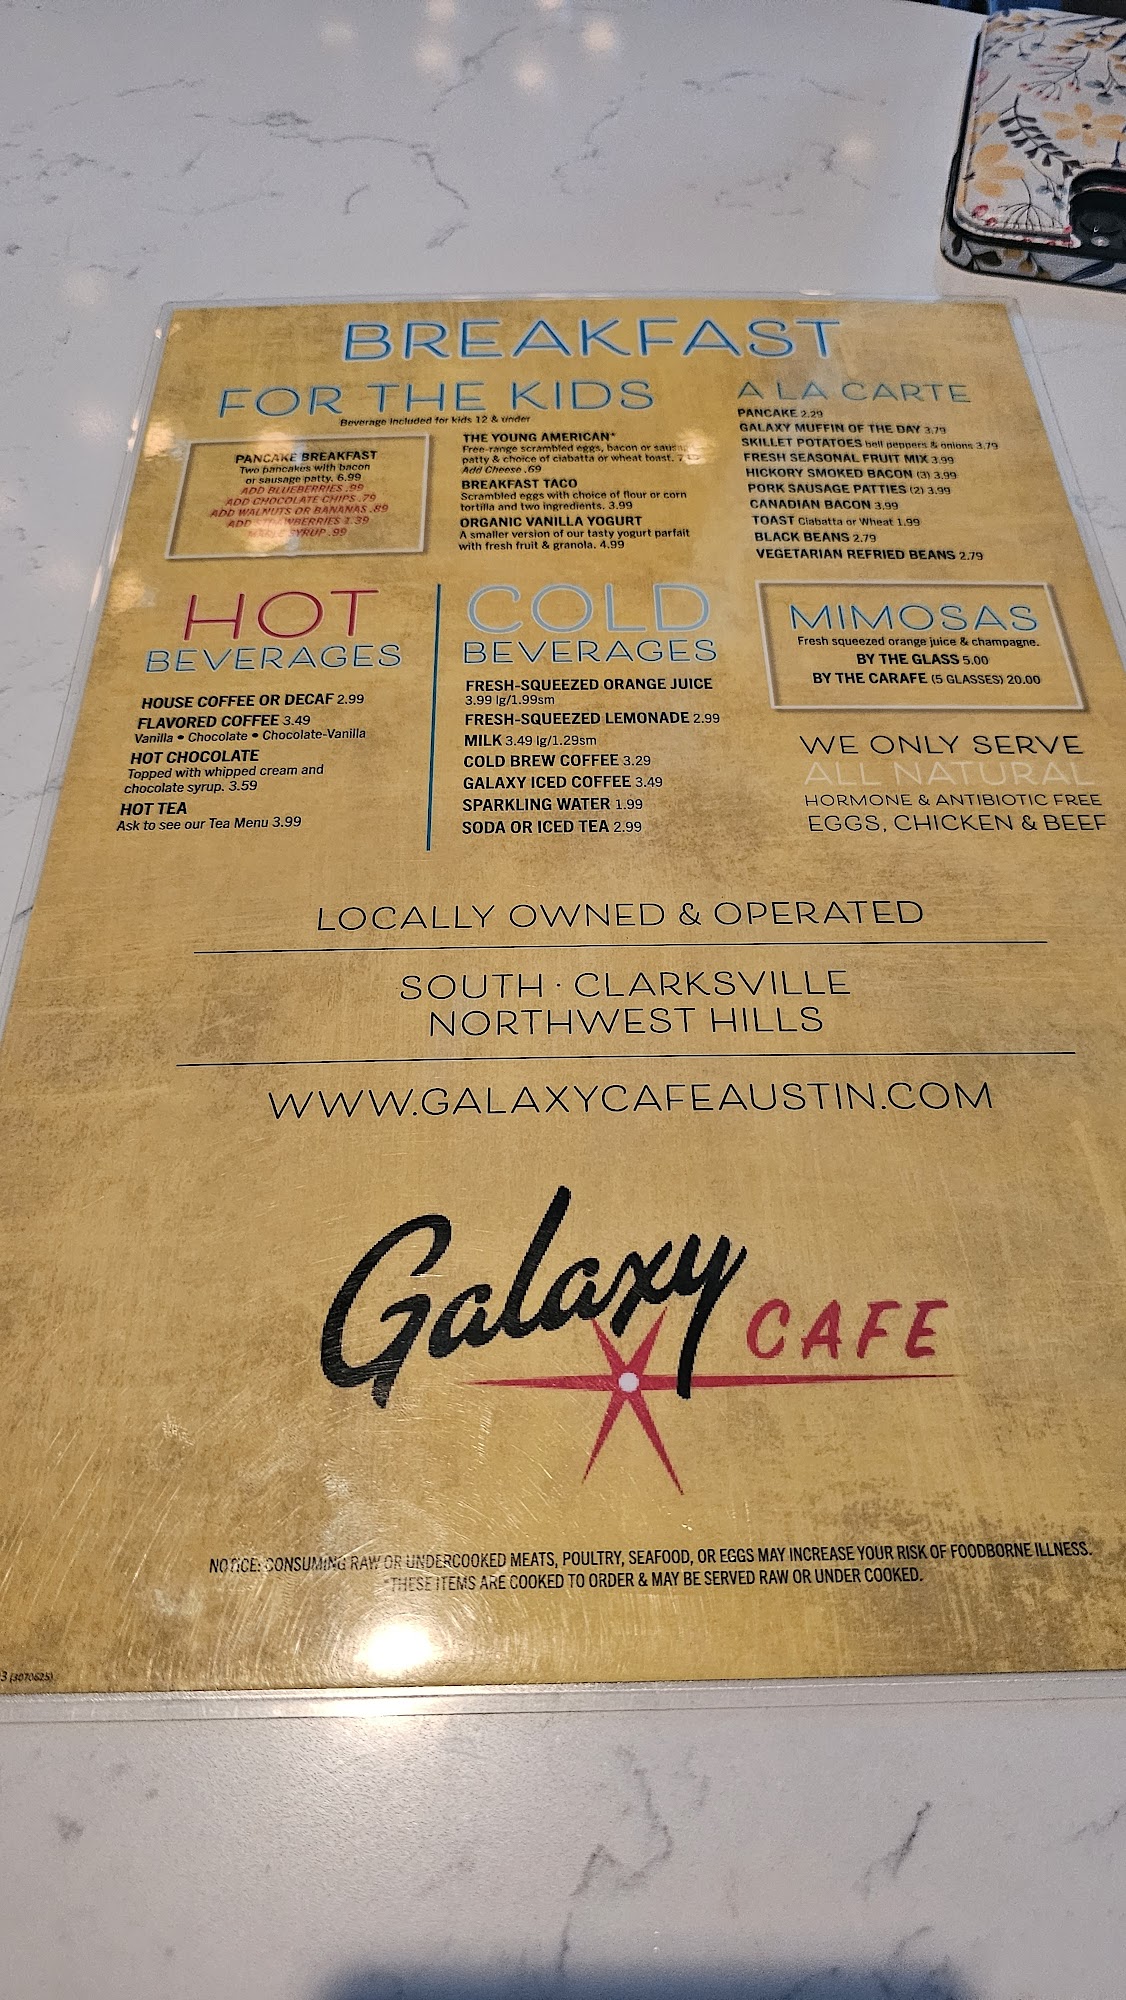 BREAKFAST
FOR THE KIDS
Beverage included for kids 12 & under
PANCAKE BREAKFAST
Two pancakes with bacon
or sausage patty. 6.99
ADD BLUEBERRIES .99
ADD CHOCOLATE CHIPS .79
ADD WALNUTS OR BANANAS .89
ADD STRAWBERRIES 1.39
SYRUP .99
THE YOUNG AMERICAN*
Free-range scrambled eggs, bacon or sausage
patty & choice of ciabatta or wheat toast.
Add Cheese .69
BREAKFAST TACO
Scrambled eggs with choice of flour or corn
tortilla and two ingredients. 3.99
ORGANIC VANILLA YOGURT
A smaller version of our tasty yogurt parfait
with fresh fruit & granola. 4.99
A LA CARTE
PANCAKE 2.29
GALAXY MUFFIN OF THE DAY 3.79
SKILLET POTATOES bell peppers & onions 3.79
FRESH SEASONAL FRUIT MIX 3.99
HICKORY SMOKED BACON (3) 3.99
PORK SAUSAGE PATTIES (2) 3.99
CANADIAN BACON 3.99
TOAST Ciabatta or Wheat 1.99
BLACK BEANS 2.79
VEGETARIAN REFRIED BEANS 2.79
HOT
BEVERAGES
HOUSE COFFEE OR DECAF 2.99
FLAVORED COFFEE 3.49
Vanilla • Chocolate • Chocolate-Vanilla
HOT CHOCOLATE
Topped with whipped cream and
chocolate syrup. 3.59
HOT TEA
Ask to see our Tea Menu 3.99
COLD
BEVERAGES
FRESH-SQUEEZED ORANGE JUICE
3.99 lg/1.99sm
FRESH-SQUEEZED LEMONADE 2.99
MILK 3.49 lg/1.29sm
COLD BREW COFFEE 3.29
GALAXY ICED COFFEE 3.49
SPARKLING WATER 1.99
SODA OR ICED TEA 2.99
MIMOSAS
Fresh squeezed orange juice & champagne.
BY THE GLASS 5.00
BY THE CARAFE (5 GLASSES) 20.00
WE ONLY SERVE
ALL NATURAL
HORMONE & ANTIBIOTIC FREE
EGGS, CHICKEN & BEEF
LOCALLY OWNED & OPERATED
SOUTH · CLARKSVILLE
NORTHWEST HILLS
WWW.GALAXYCAFEAUSTIN.COM
Galaxy CAFE
NOTICE: CONSUMING RAW OR UNDERCOOKED MEATS, POULTRY, SEAFOOD, OR EGGS MAY INCREASE YOUR RISK OF FOODBORNE ILLNESS.
*THESE ITEMS ARE COOKED TO ORDER & MAY BE SERVED RAW OR UNDER COOKED.
3 (3070625)